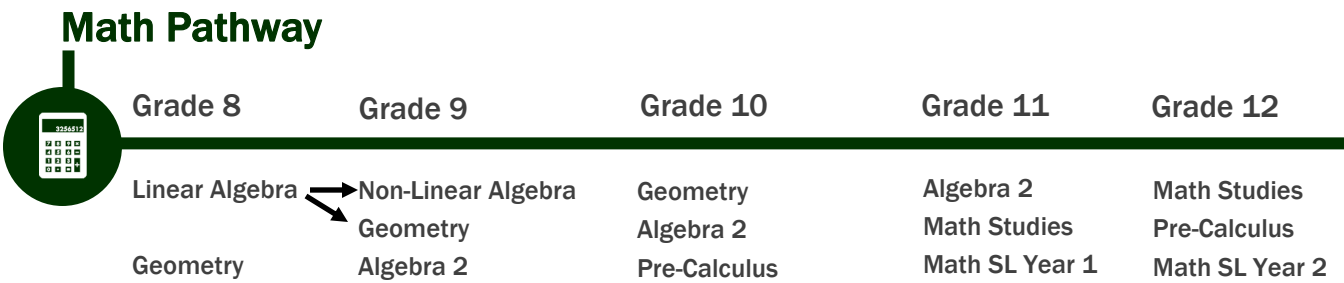 Math Pathway
Grade 8 Grade 9 Grade 10 Grade 11 Grade 12
3256512
Linear Algebra Non-Linear Algebra Geometry Algebra 2 Math Studies
Geometry Algebra 2 Math Studies Pre-Calculus
Geometry Algebra 2 Pre-Calculus Math SL Year 1 Math SL Year 2